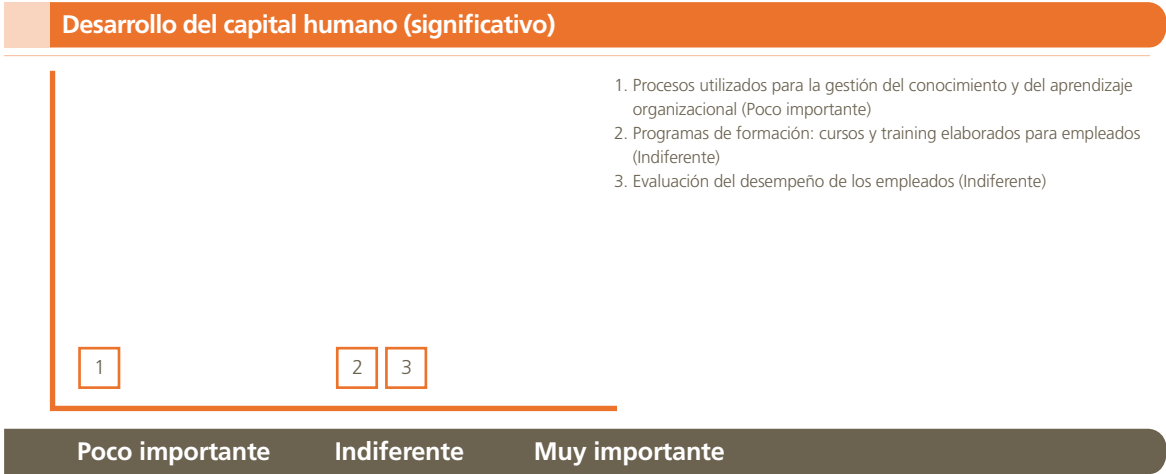 Desarrollo del capital humano (significativo)
1. Procesos utilizados para la gestión del conocimiento y del aprendizaje
organizacional (Poco importante)
2. Programas de formación: cursos y training elaborados para empleados
(Indiferente)
3. Evaluación del desempeño de los empleados (Indiferente)
1 2 3
Poco importante Indiferente Muy importante